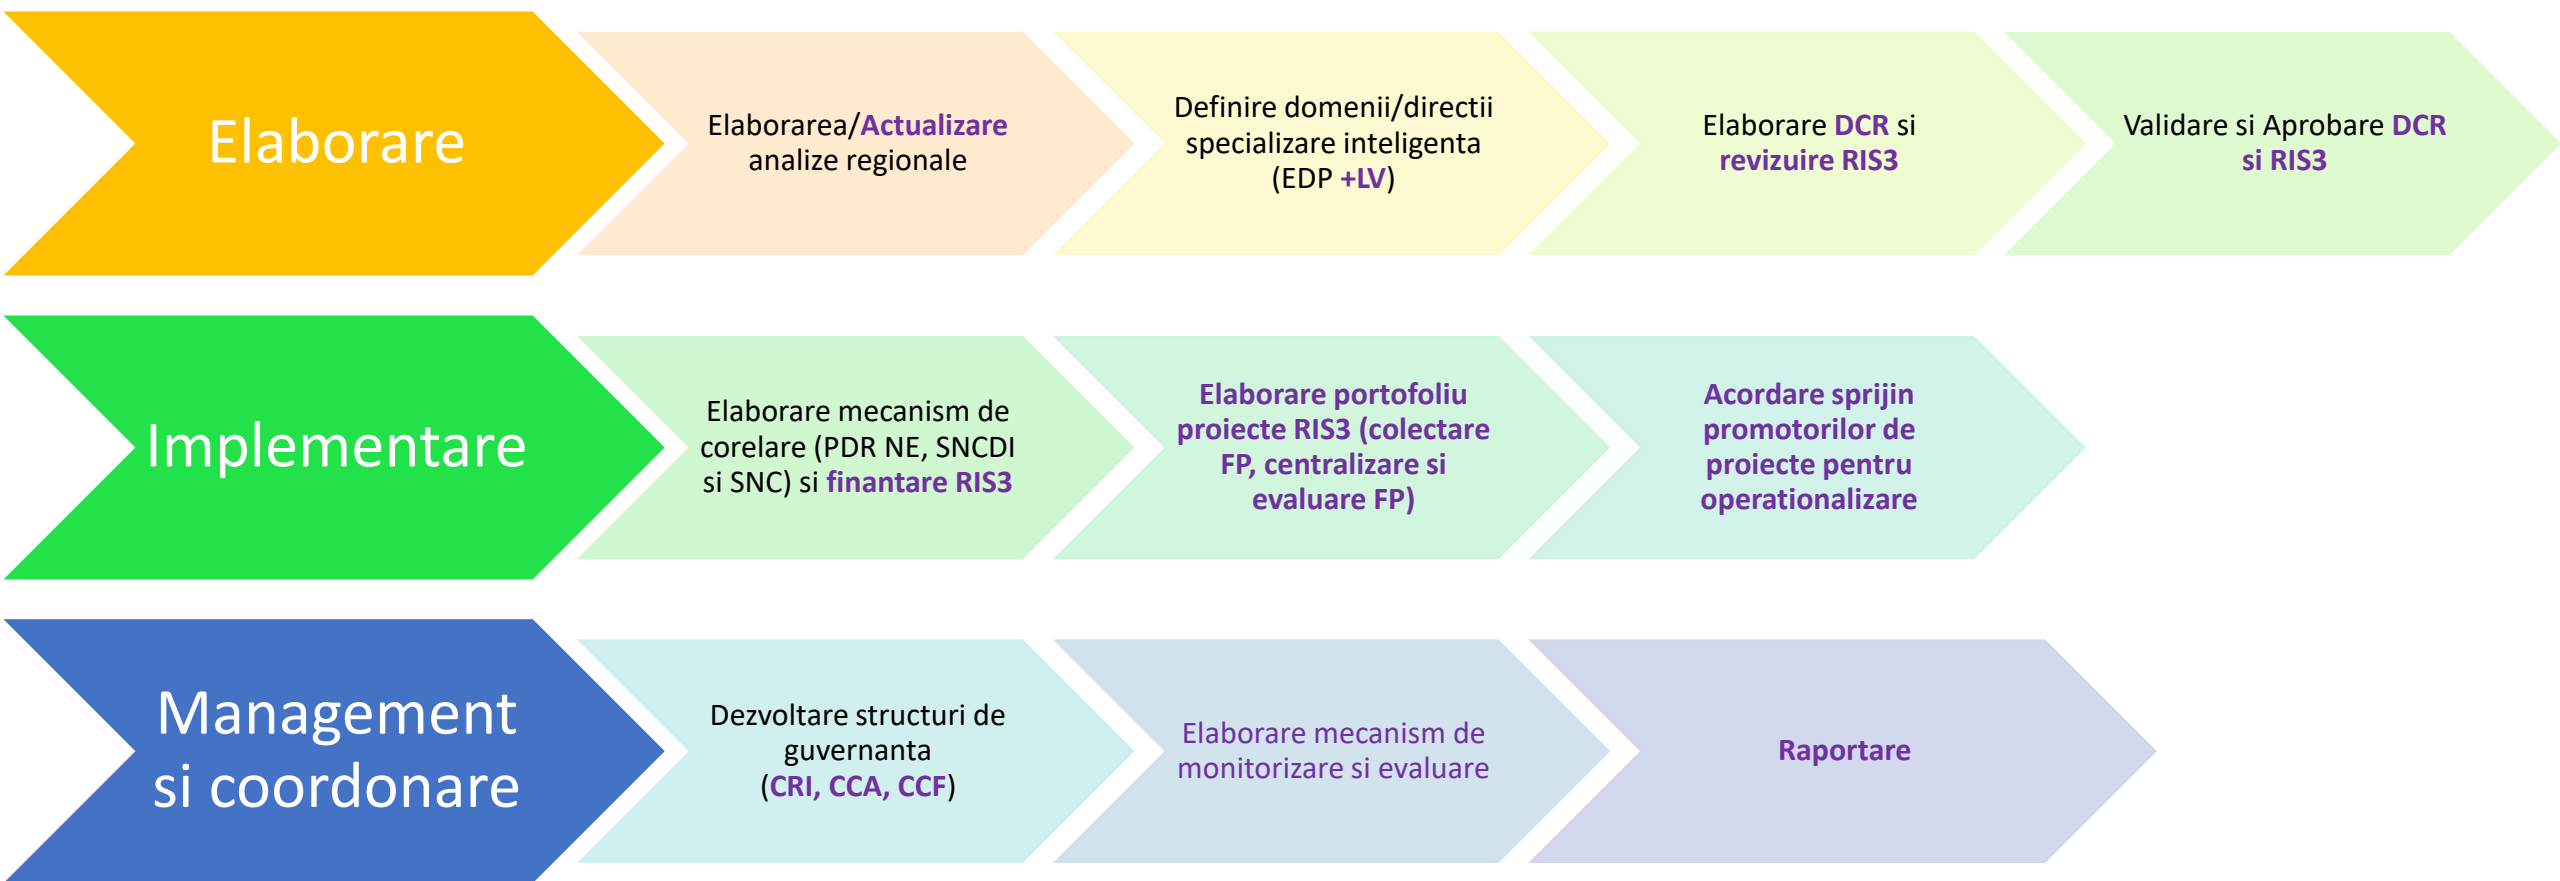 Elaborare
Elaborarea/Actualizare
analize regionale
Definire domenii/directii
specializare inteligenta
(EDP +LV)
Elaborare DCR si
revizuire RIS3
Validare si Aprobare DCR
si RIS3
Implementare
Elaborare mecanism de
corelare (PDR NE, SNCDI
si SNC) si finantare RIS3
Elaborare portofoliu
proiecte RIS3 (colectare
FP, centralizare si
evaluare FP)
Acordare sprijin
promotorilor de
proiecte pentru
operationalizare
Management
si coordonare
Dezvoltare structuri de
guvernanta
(CRI, CCA, CCF)
Elaborare mecanism de
monitorizare si evaluare
Raportare